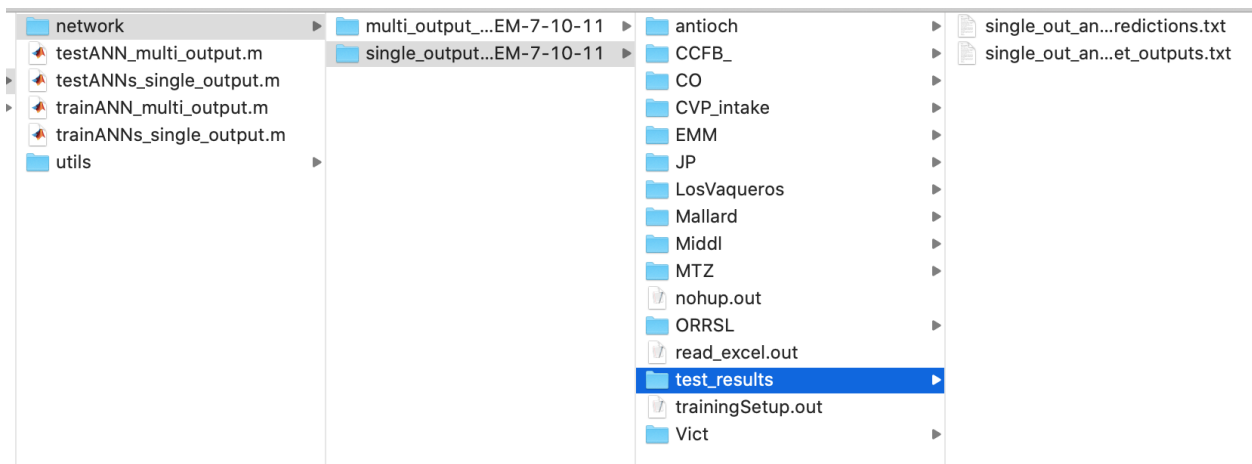 network
testANN_multi_output.m
testANNs_single_output.m
trainANN_multi_output.m
trainANNs_single_output.m
utils
multi_output_...EM-7-10-11
single_output...EM-7-10-11
antioch
CCFB_
CO
CVP_intake
EMM
JP
LosVaqueros
Mallard
Middl
MTZ
nohup.out
ORRSL
read_excel.out
test_results
trainingSetup.out
Vict
single_out_an...redictions.txt
single_out_an...et_outputs.txt